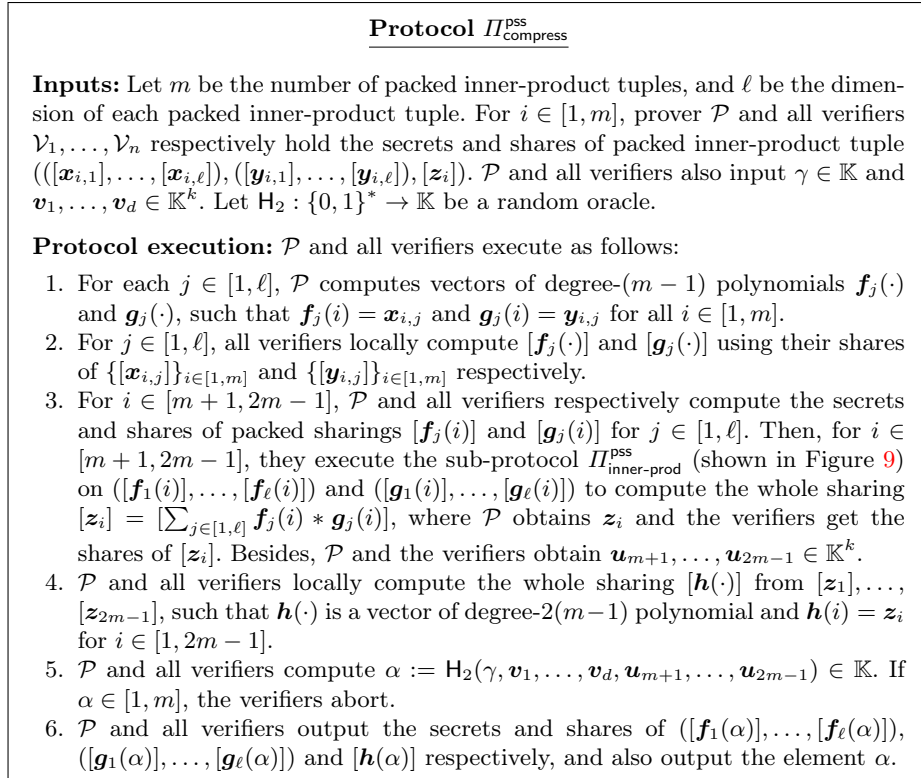 Protocol Π^pss_compress
Inputs: Let m be the number of packed inner-product tuples, and ℓ be the dimen-
sion of each packed inner-product tuple. For i ∈ [1, m], prover 𝒫 and all verifiers
𝒱₁, . . . , 𝒱ₙ respectively hold the secrets and shares of packed inner-product tuple
(([𝒙_{i,1}], . . . , [𝒙_{i,ℓ}]), ([𝒚_{i,1}], . . . , [𝒚_{i,ℓ}]), [𝒛_i]). 𝒫 and all verifiers also input γ ∈ 𝕂 and
𝒗₁, . . . , 𝒗_d ∈ 𝕂^k. Let H₂ : {0, 1}* → 𝕂 be a random oracle.
Protocol execution: 𝒫 and all verifiers execute as follows:
1. For each j ∈ [1, ℓ], 𝒫 computes vectors of degree-(m − 1) polynomials 𝒇_j(·)
and 𝒈_j(·), such that 𝒇_j(i) = 𝒙_{i,j} and 𝒈_j(i) = 𝒚_{i,j} for all i ∈ [1, m].
2. For j ∈ [1, ℓ], all verifiers locally compute [𝒇_j(·)] and [𝒈_j(·)] using their shares
of {[𝒙_{i,j}]}_{i∈[1,m]} and {[𝒚_{i,j}]}_{i∈[1,m]} respectively.
3. For i ∈ [m + 1, 2m − 1], 𝒫 and all verifiers respectively compute the secrets
and shares of packed sharings [𝒇_j(i)] and [𝒈_j(i)] for j ∈ [1, ℓ]. Then, for i ∈
[m + 1, 2m − 1], they execute the sub-protocol Π^pss_inner-prod (shown in Figure 9)
on ([𝒇₁(i)], . . . , [𝒇_ℓ(i)]) and ([𝒈₁(i)], . . . , [𝒈_ℓ(i)]) to compute the whole sharing
[𝒛_i] = [∑_{j∈[1,ℓ]} 𝒇_j(i) ∗ 𝒈_j(i)], where 𝒫 obtains 𝒛_i and the verifiers get the
shares of [𝒛_i]. Besides, 𝒫 and the verifiers obtain 𝒖_{m+1}, . . . , 𝒖_{2m−1} ∈ 𝕂^k.
4. 𝒫 and all verifiers locally compute the whole sharing [𝒉(·)] from [𝒛₁], . . . ,
[𝒛_{2m−1}], such that 𝒉(·) is a vector of degree-2(m−1) polynomial and 𝒉(i) = 𝒛_i
for i ∈ [1, 2m − 1].
5. 𝒫 and all verifiers compute α := H₂(γ, 𝒗₁, . . . , 𝒗_d, 𝒖_{m+1}, . . . , 𝒖_{2m−1}) ∈ 𝕂. If
α ∈ [1, m], the verifiers abort.
6. 𝒫 and all verifiers output the secrets and shares of ([𝒇₁(α)], . . . , [𝒇_ℓ(α)]),
([𝒈₁(α)], . . . , [𝒈_ℓ(α)]) and [𝒉(α)] respectively, and also output the element α.